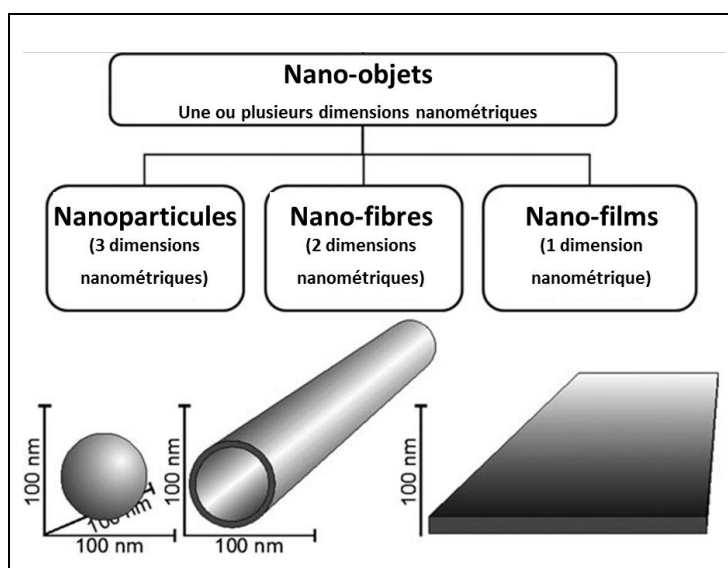 Nano-objets
Une ou plusieurs dimensions nanométriques
Nanoparticules
(3 dimensions
nanométriques)
Nano-fibres
(2 dimensions
nanométriques)
Nano-films
(1 dimension
nanométrique)
100 nm
100 nm
100 nm
100 nm
100 nm
100 nm